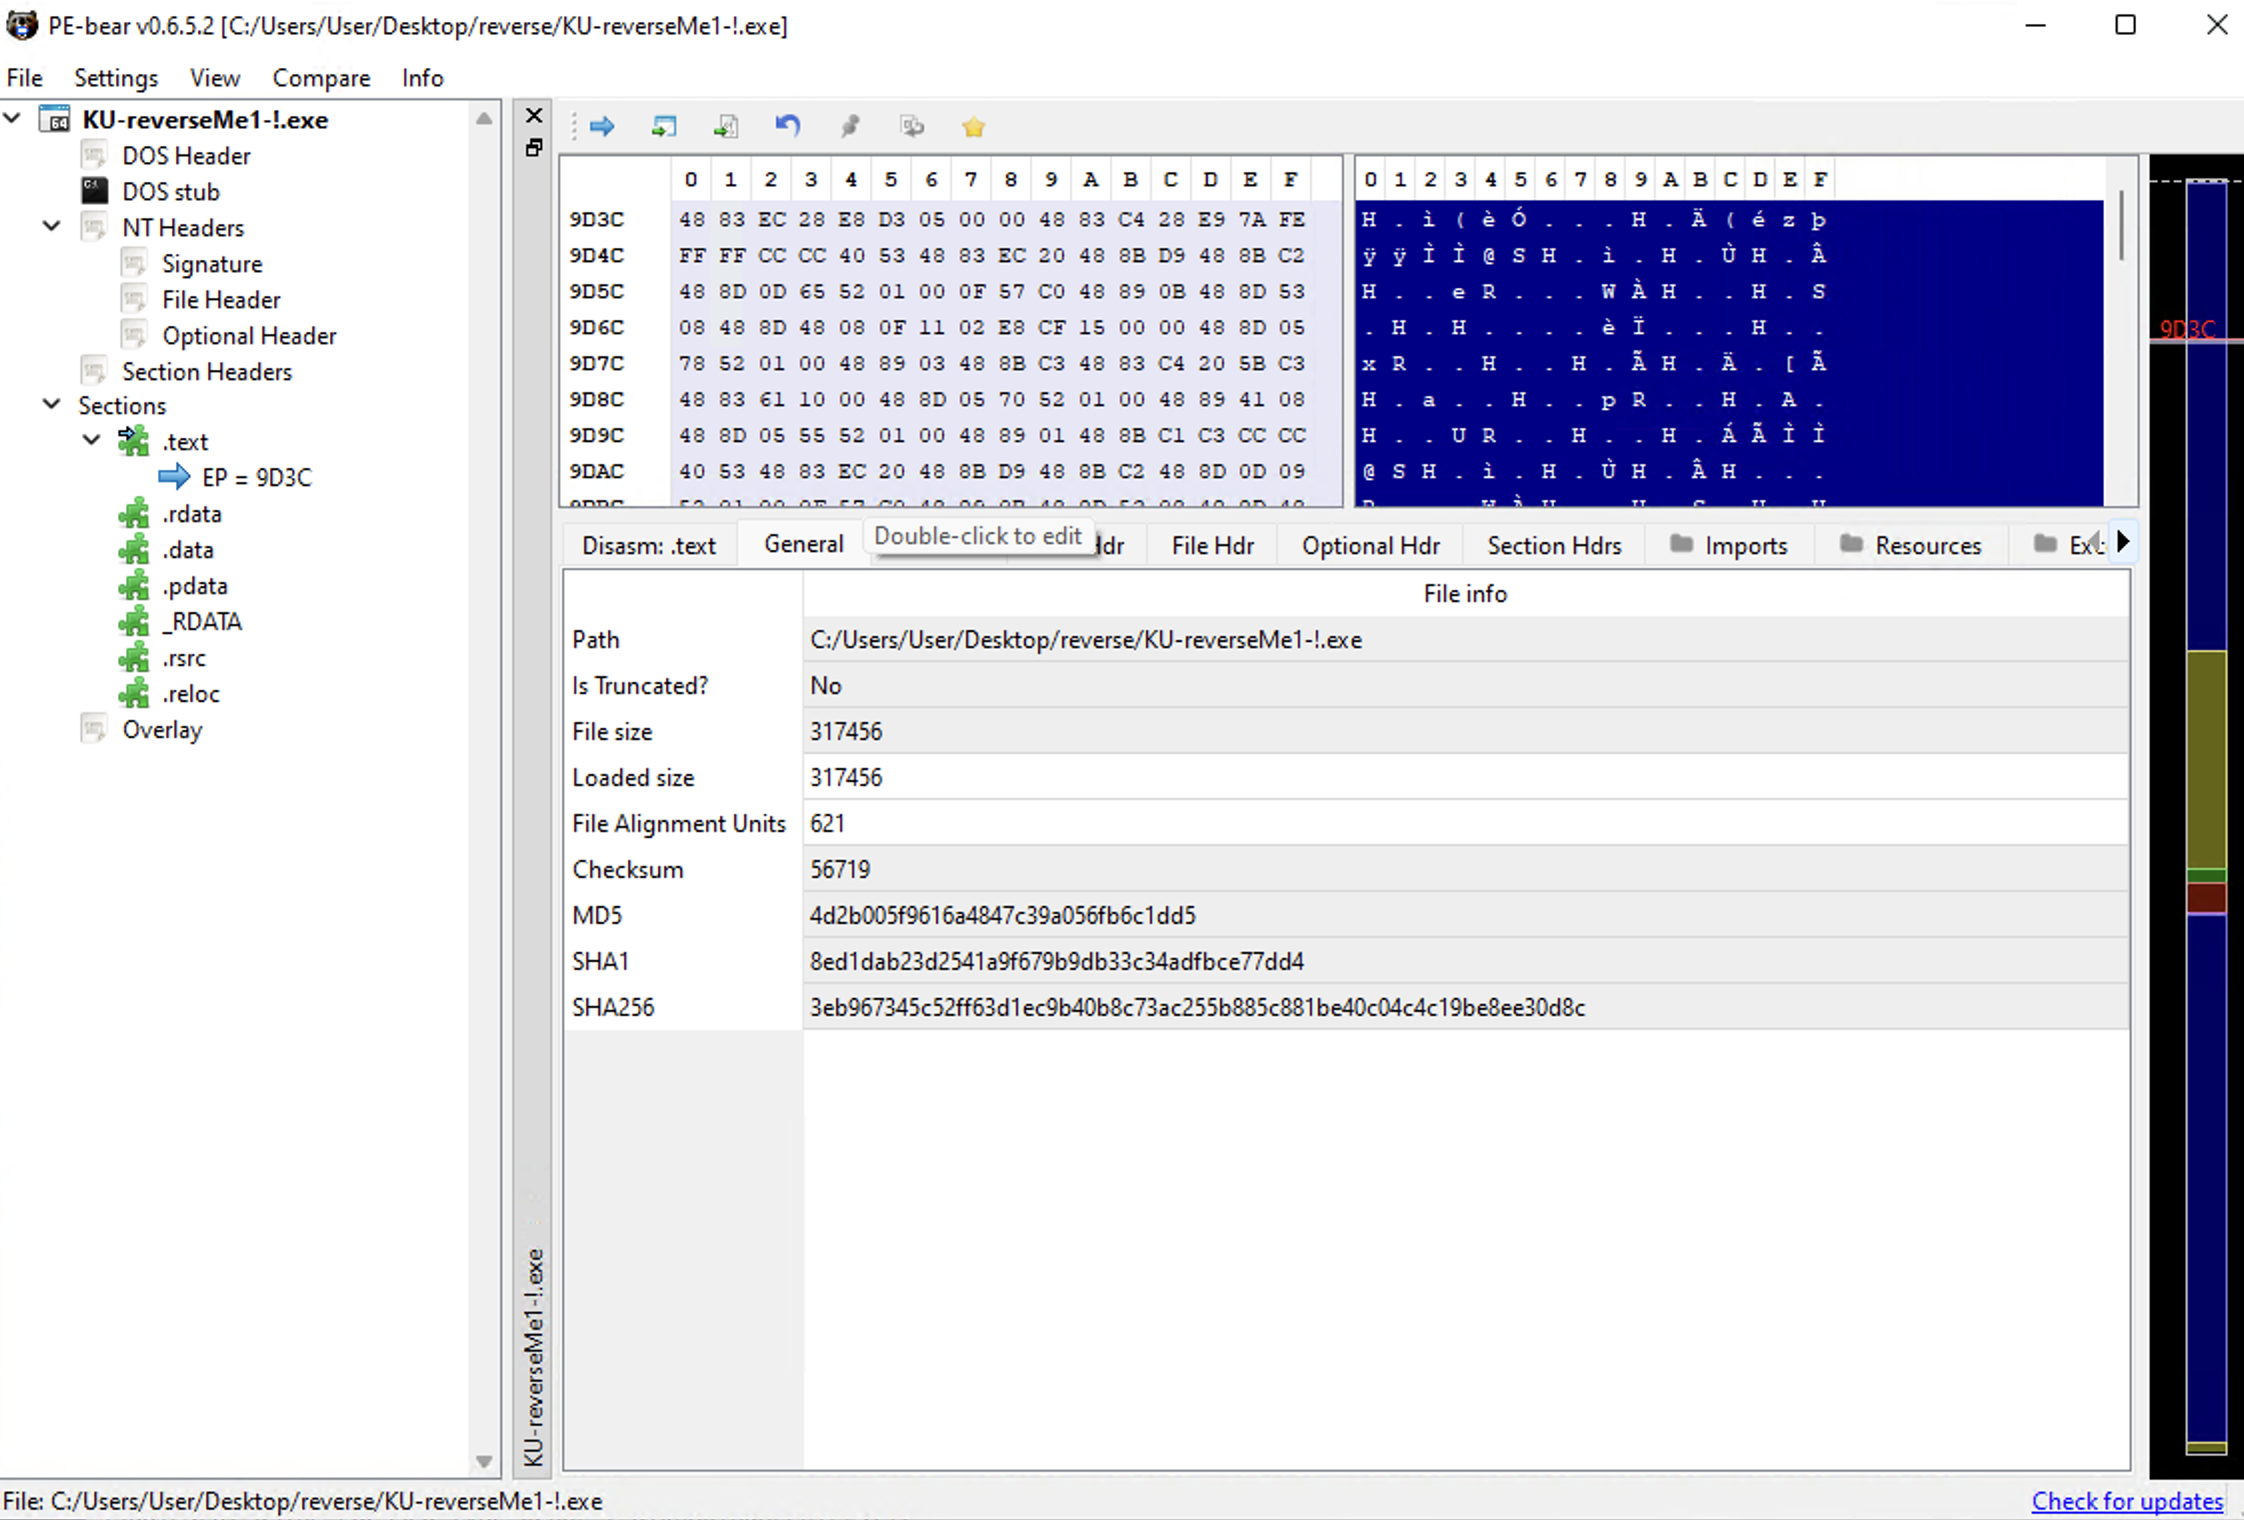 PE-bear v0.6.5.2 [C:/Users/User/Desktop/reverse/KU-reverseMe1-!.exe]
File Settings View Compare Info
KU-reverseMe1-!.exe
DOS Header
DOS stub
NT Headers
Signature
File Header
Optional Header
Section Headers
Sections
.text
EP = 9D3C
.rdata
.data
.pdata
_RDATA
.rsrc
.reloc
Overlay
KU-reverseMe1-!.exe
0 1 2 3 4 5 6 7 8 9 A B C D E F
9D3C 48 83 EC 28 E8 D3 05 00 00 48 83 C4 28 E9 7A FE
9D4C FF FF CC CC 40 53 48 83 EC 20 48 8B D9 48 8B C2
9D5C 48 8D 0D 65 52 01 00 0F 57 C0 48 89 0B 48 8D 53
9D6C 08 48 8D 48 08 0F 11 02 E8 CF 15 00 00 48 8D 05
9D7C 78 52 01 00 48 89 03 48 8B C3 48 83 C4 20 5B C3
9D8C 48 83 61 10 00 48 8D 05 70 52 01 00 48 89 41 08
9D9C 48 8D 05 55 52 01 00 48 89 01 48 8B C1 C3 CC CC
9DAC 40 53 48 83 EC 20 48 8B D9 48 8B C2 48 8D 0D 09
0 1 2 3 4 5 6 7 8 9 A B C D E F
H . ì ( è Ó . . . H . Ä ( é z þ
ÿ ÿ Ì Ì @ S H . ì . H . Ù H . Â
H . . e R . . . W À H . . H . S
. H . H . . . . è Ï . . . H . .
x R . . H . . H . Ã H . Ä . [ Ã
H . a . . H . . p R . . H . A .
H . . U R . . H . . H . Á Ã Ì Ì
@ S H . ì . H . Ù H . Â H . . .
9D3C
Disasm: .text General Double-click to edit File Hdr Optional Hdr Section Hdrs Imports Resources
File info
Path C:/Users/User/Desktop/reverse/KU-reverseMe1-!.exe
Is Truncated? No
File size 317456
Loaded size 317456
File Alignment Units 621
Checksum 56719
MD5 4d2b005f9616a4847c39a056fb6c1dd5
SHA1 8ed1dab23d2541a9f679b9db33c34adfbce77dd4
SHA256 3eb967345c52ff63d1ec9b40b8c73ac255b885c881be40c04c4c19be8ee30d8c
File: C:/Users/User/Desktop/reverse/KU-reverseMe1-!.exe
Check for updates